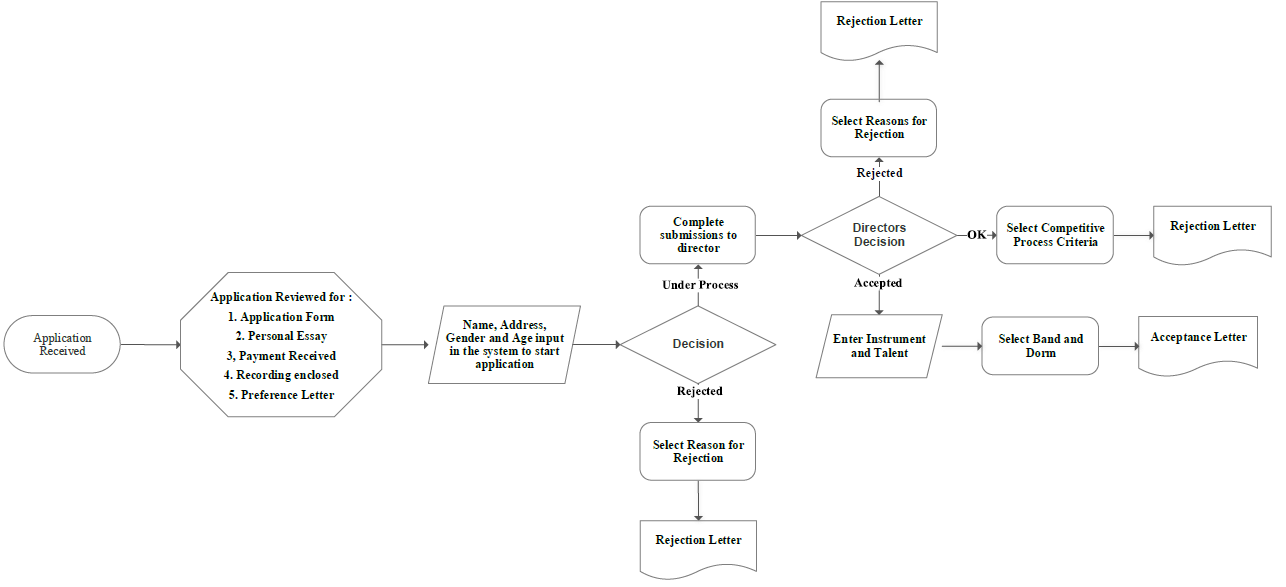 Application
Received
Application Reviewed for :
1. Application Form
2. Personal Essay
3, Payment Received
4. Recording enclosed
5. Preference Letter
Name, Address,
Gender and Age input
in the system to start
application
Decision
Under Process
Complete
submissions to
director
Rejected
Select Reason for
Rejection
Rejection Letter
Directors
Decision
Rejected
Select Reasons for
Rejection
Rejection Letter
OK
Select Competitive
Process Criteria
Rejection Letter
Accepted
Enter Instrument
and Talent
Select Band and
Dorm
Acceptance Letter